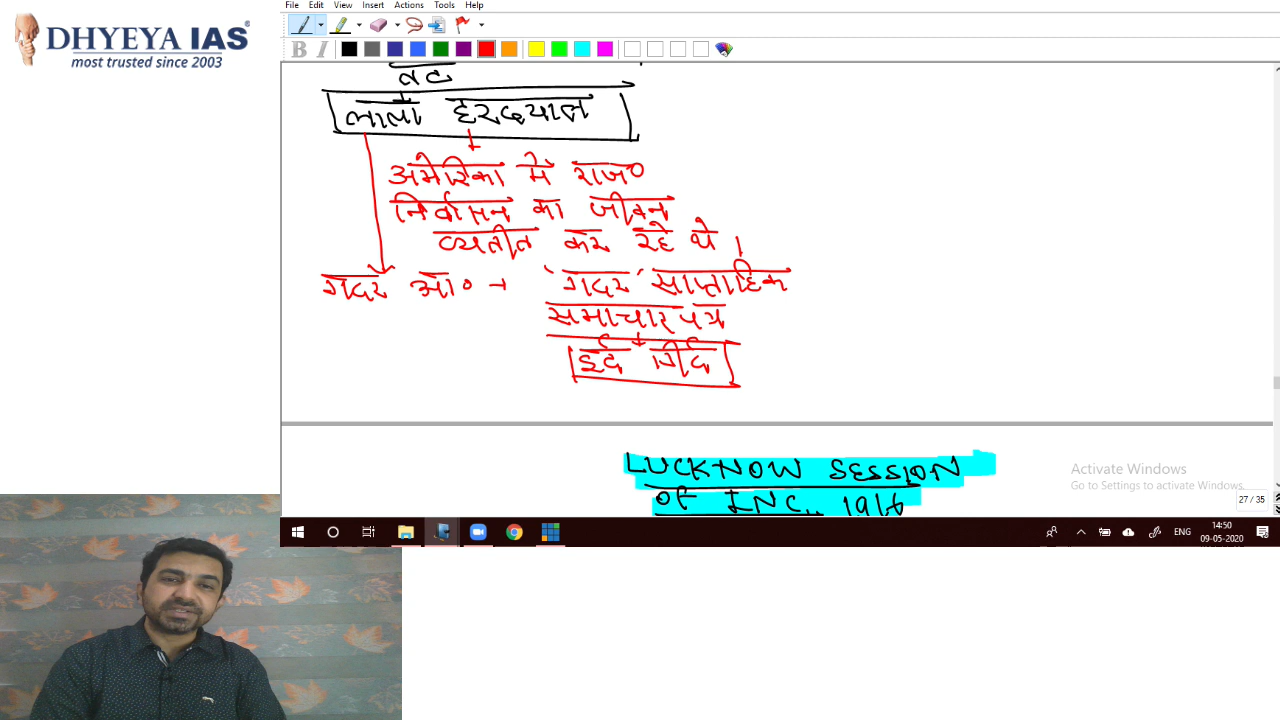 DHYEYA IAS®
most trusted since 2003
File Edit View Insert Actions Tools Help
B I
लाला हरदयाल
अमेरिका में राज०
निर्वासन का जीवन
व्यतीत कर रहे थे।
गदर आ० → 'गदर' साप्ताहिक
समाचार पत्र
इर्द गिर्द
LUCKNOW SESSION
OF INC, 1916
Activate Windows
Go to Settings to activate Windows.
27 / 35
ENG
14:50
09-05-2020